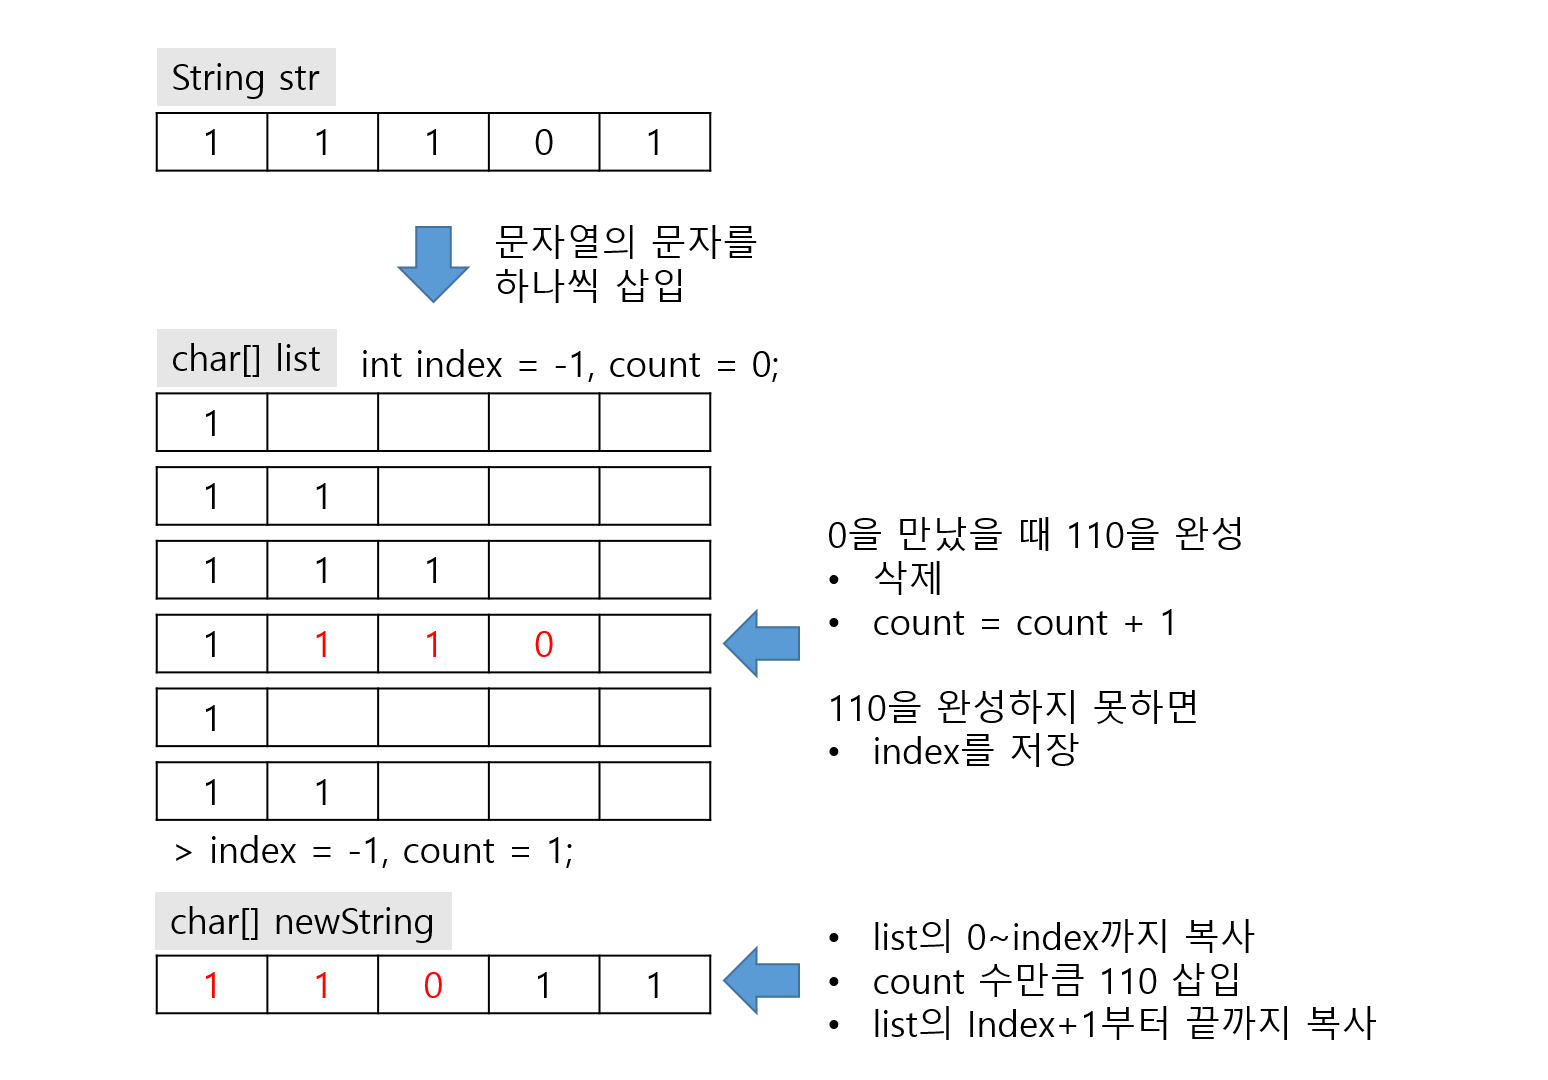 String str
1 1 1 0 1
문자열의 문자를
하나씩 삽입
char[] list
int index = -1, count = 0;
1
1 1
1 1 1
1 1 1 0
1
1 1
0을 만났을 때 110을 완성
• 삭제
• count = count + 1
110을 완성하지 못하면
• index를 저장
> index = -1, count = 1;
char[] newString
1 1 0 1 1
• list의 0~index까지 복사
• count 수만큼 110 삽입
• list의 Index+1부터 끝까지 복사